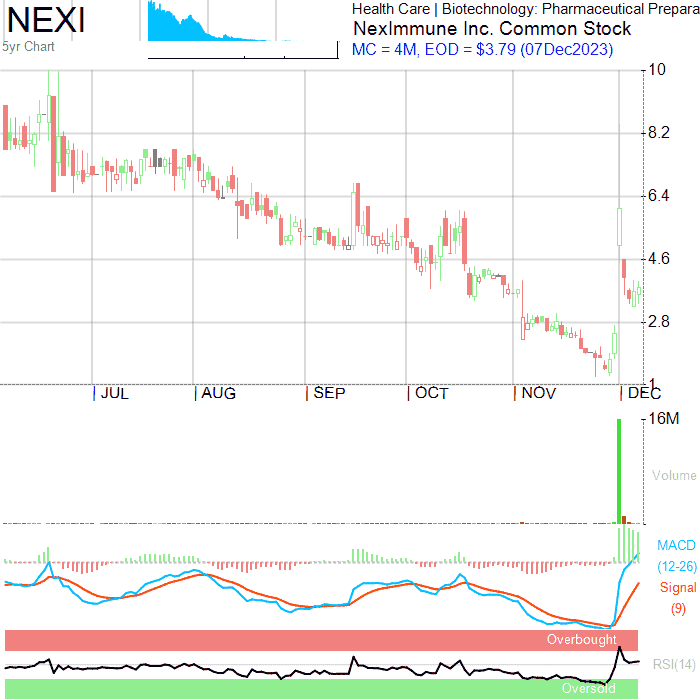 NEXI
5yr Chart
Health Care | Biotechnology: Pharmaceutical Prepara
NexImmune Inc. Common Stock
MC = 4M, EOD = $3.79 (07Dec2023)
10
8.2
6.4
4.6
2.8
1
JUL AUG SEP OCT NOV DEC
16M
Volume
MACD
(12-26)
Signal
(9)
Overbought
RSI(14)
Oversold